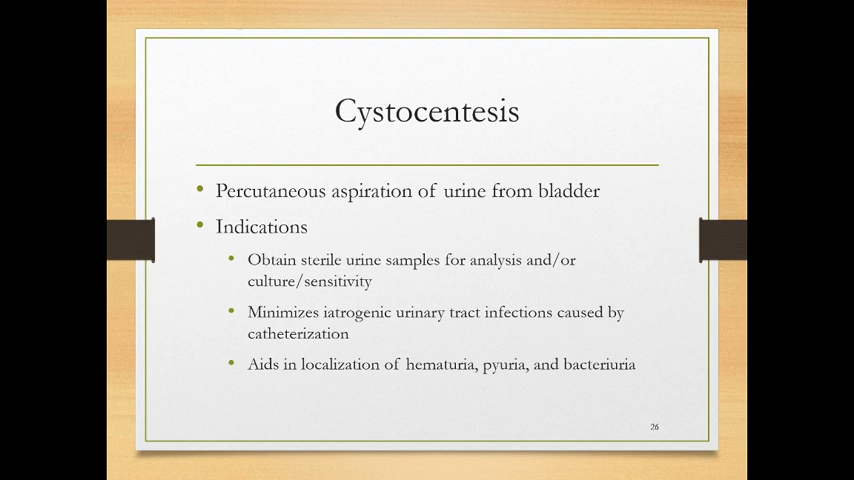 Cystocentesis
• Percutaneous aspiration of urine from bladder
• Indications
• Obtain sterile urine samples for analysis and/or
culture/sensitivity
• Minimizes iatrogenic urinary tract infections caused by
catheterization
• Aids in localization of hematuria, pyuria, and bacteriuria
26